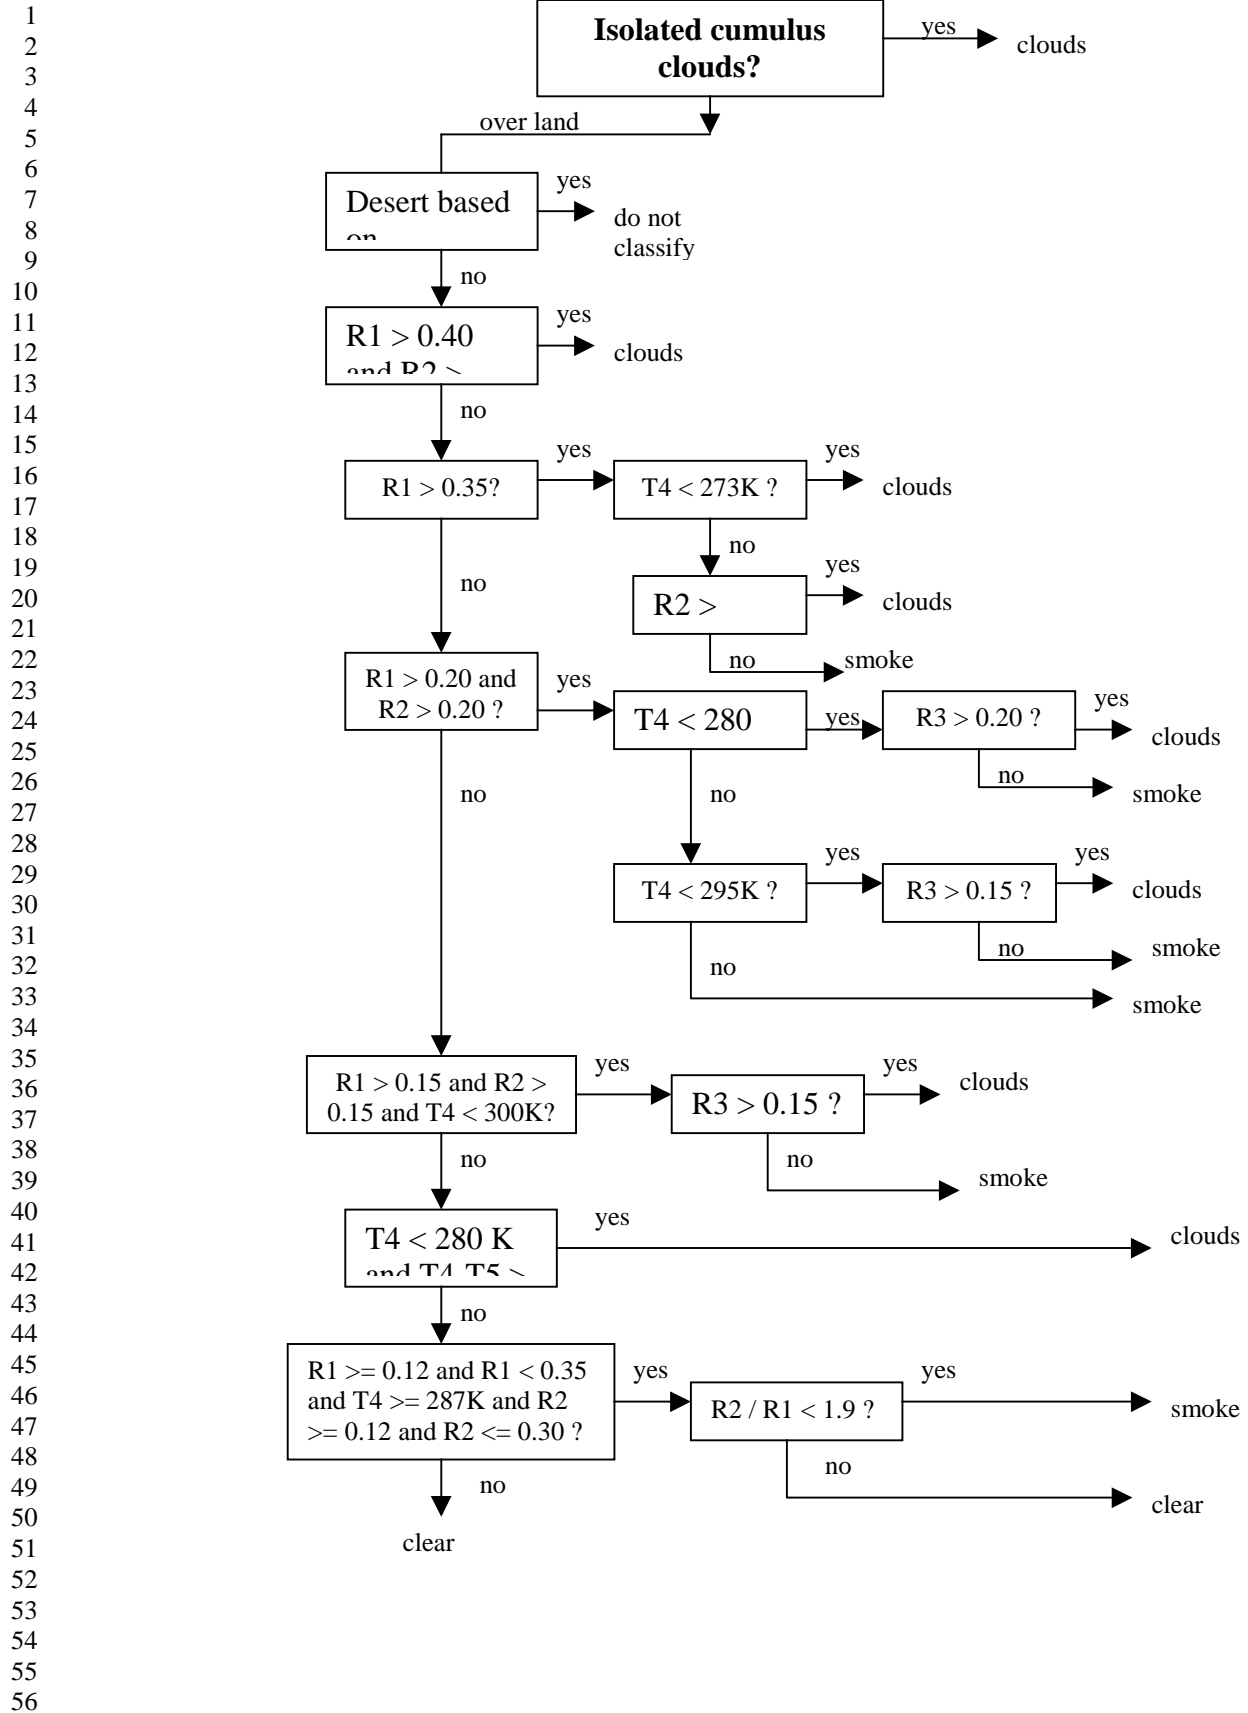 1
2
3
4
5
6
7
8
9
10
11
12
13
14
15
16
17
18
19
20
21
22
23
24
25
26
27
28
29
30
31
32
33
34
35
36
37
38
39
40
41
42
43
44
45
46
47
48
49
50
51
52
53
54
55
56
Isolated cumulus
clouds?
yes
clouds
over land
Desert based
on
yes
do not
classify
no
R1 > 0.40
and R2 >
yes
clouds
no
R1 > 0.35?
yes
T4 < 273K ?
yes
clouds
no
no
R2 >
yes
clouds
no
smoke
R1 > 0.20 and
R2 > 0.20 ?
yes
T4 < 280
yes
R3 > 0.20 ?
yes
clouds
no
smoke
no
no
T4 < 295K ?
yes
R3 > 0.15 ?
yes
clouds
no
smoke
no
smoke
R1 > 0.15 and R2 >
0.15 and T4 < 300K?
yes
R3 > 0.15 ?
yes
clouds
no
smoke
no
T4 < 280 K
and T4-T5 >
yes
clouds
no
R1 >= 0.12 and R1 < 0.35
and T4 >= 287K and R2
>= 0.12 and R2 <= 0.30 ?
yes
R2 / R1 < 1.9 ?
yes
smoke
no
clear
no
clear